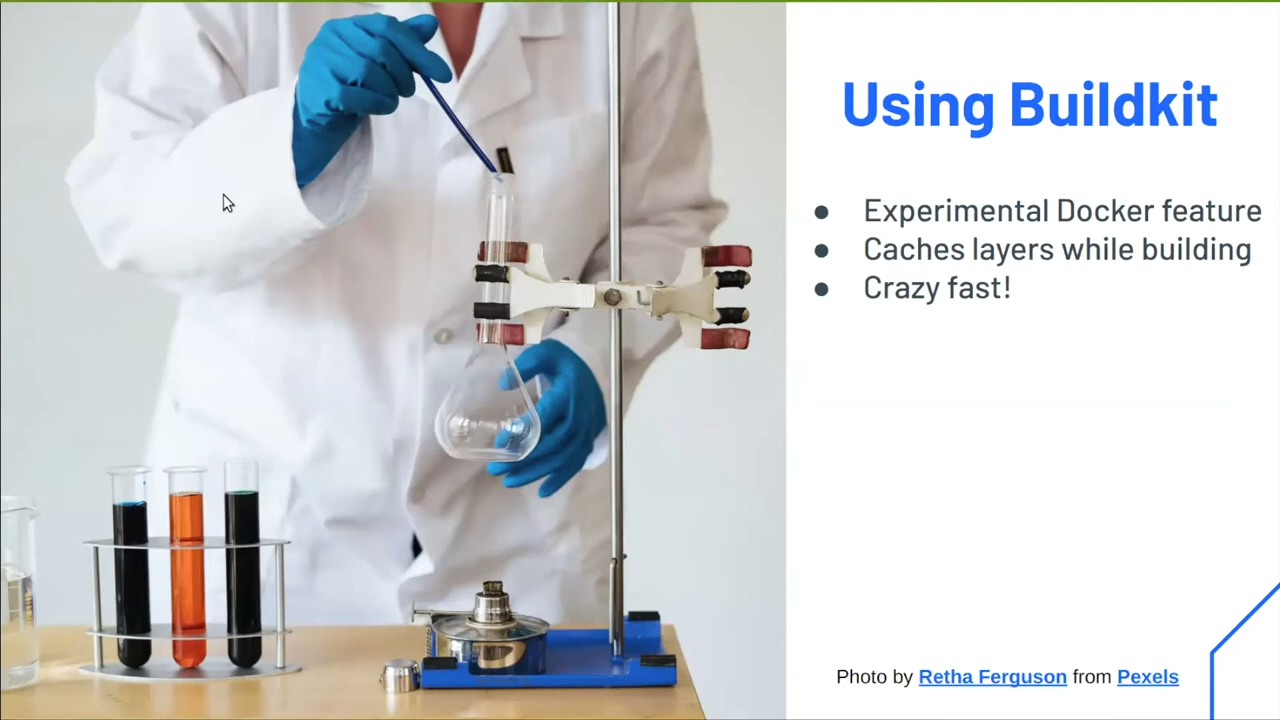 Using Buildkit
● Experimental Docker feature
● Caches layers while building
● Crazy fast!
Photo by Retha Ferguson from Pexels